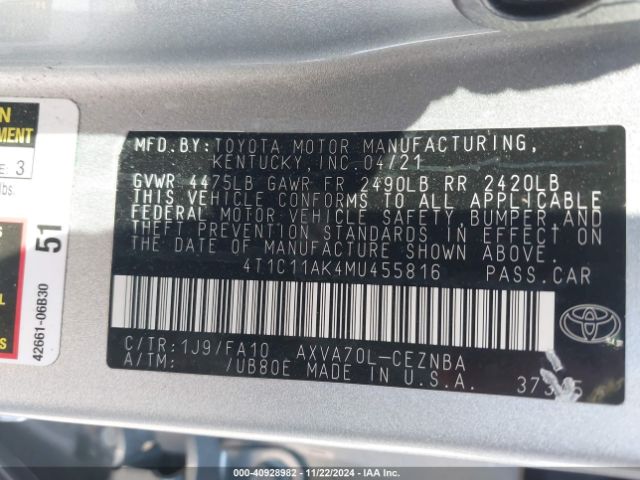 MFD.BY: TOYOTA MOTOR MANUFACTURING,
KENTUCKY, INC. 04/21
GVWR 4475LB GAWR FR 2490LB RR 2420LB
THIS VEHICLE CONFORMS TO ALL APPLICABLE
FEDERAL MOTOR VEHICLE SAFETY, BUMPER AND
THEFT PREVENTION STANDARDS IN EFFECT ON
THE DATE OF MANUFACTURE SHOWN ABOVE.
4T1C11AK4MU455816 PASS.CAR
C/TR: 1J9/FA10 AXVA70L-CEZNBA
A/TM: /UB80E MADE IN U.S.A.
3
lbs
51
42661-06B30
TOYOTA
© - 40928982 - 11/22/2024 - IAA Inc.